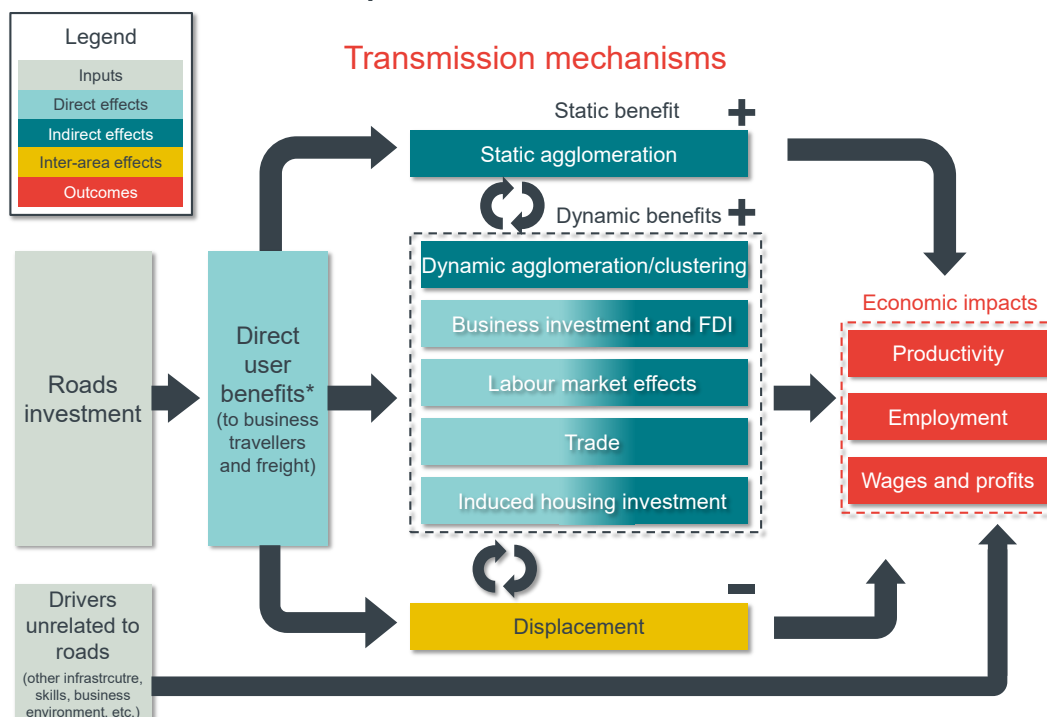 Legend
Inputs
Direct effects
Indirect effects
Inter-area effects
Outcomes
Transmission mechanisms
Static benefit
+
Static agglomeration
Dynamic benefits
+
Dynamic agglomeration/clustering
Business investment and FDI
Labour market effects
Trade
Induced housing investment
Roads
investment
Direct
user
benefits*
(to business
travellers
and freight)
Economic impacts
Productivity
Employment
Wages and profits
−
Displacement
Drivers
unrelated to
roads
(other infrastrcutre,
skills, business
environment, etc.)